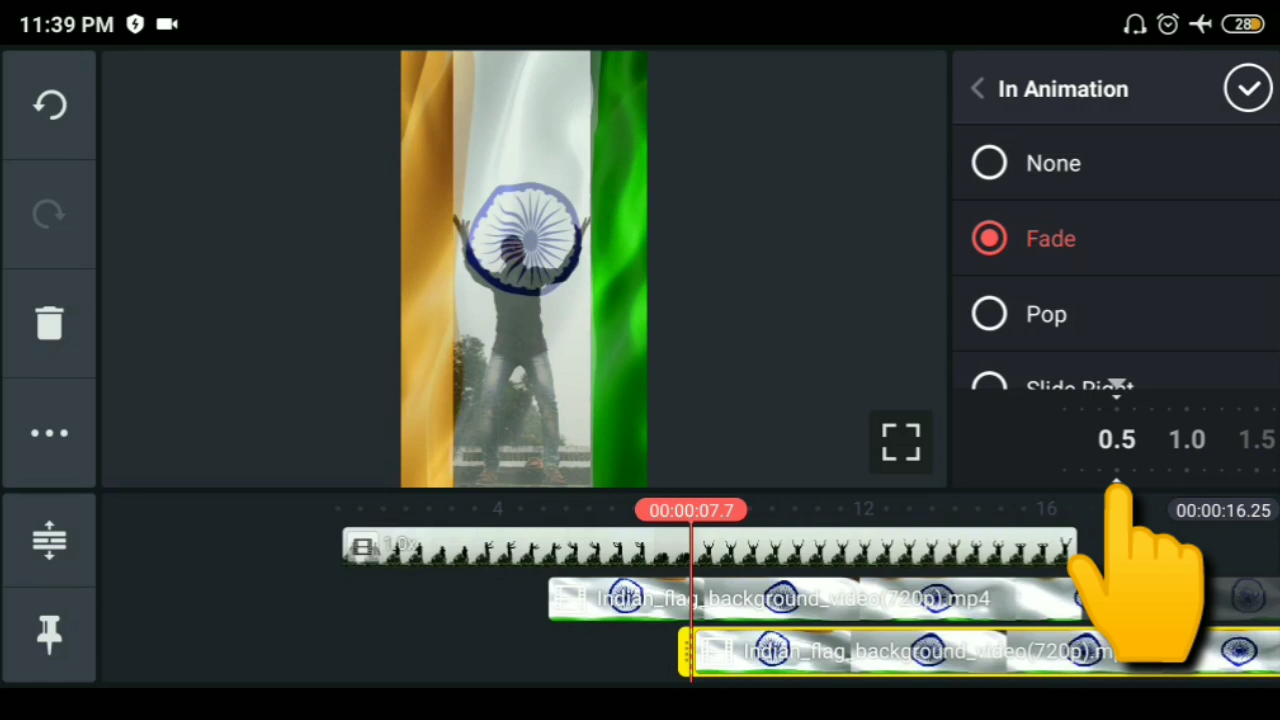 11:39 PM
28
In Animation
None
Fade
Pop
Slide Right
0.5 1.0 1.5
4
00:00:07.7
12
16
00:00:16.25
1.0x
Indian_flag_background_video(720p).mp4
Indian_flag_background_video(720p).mp